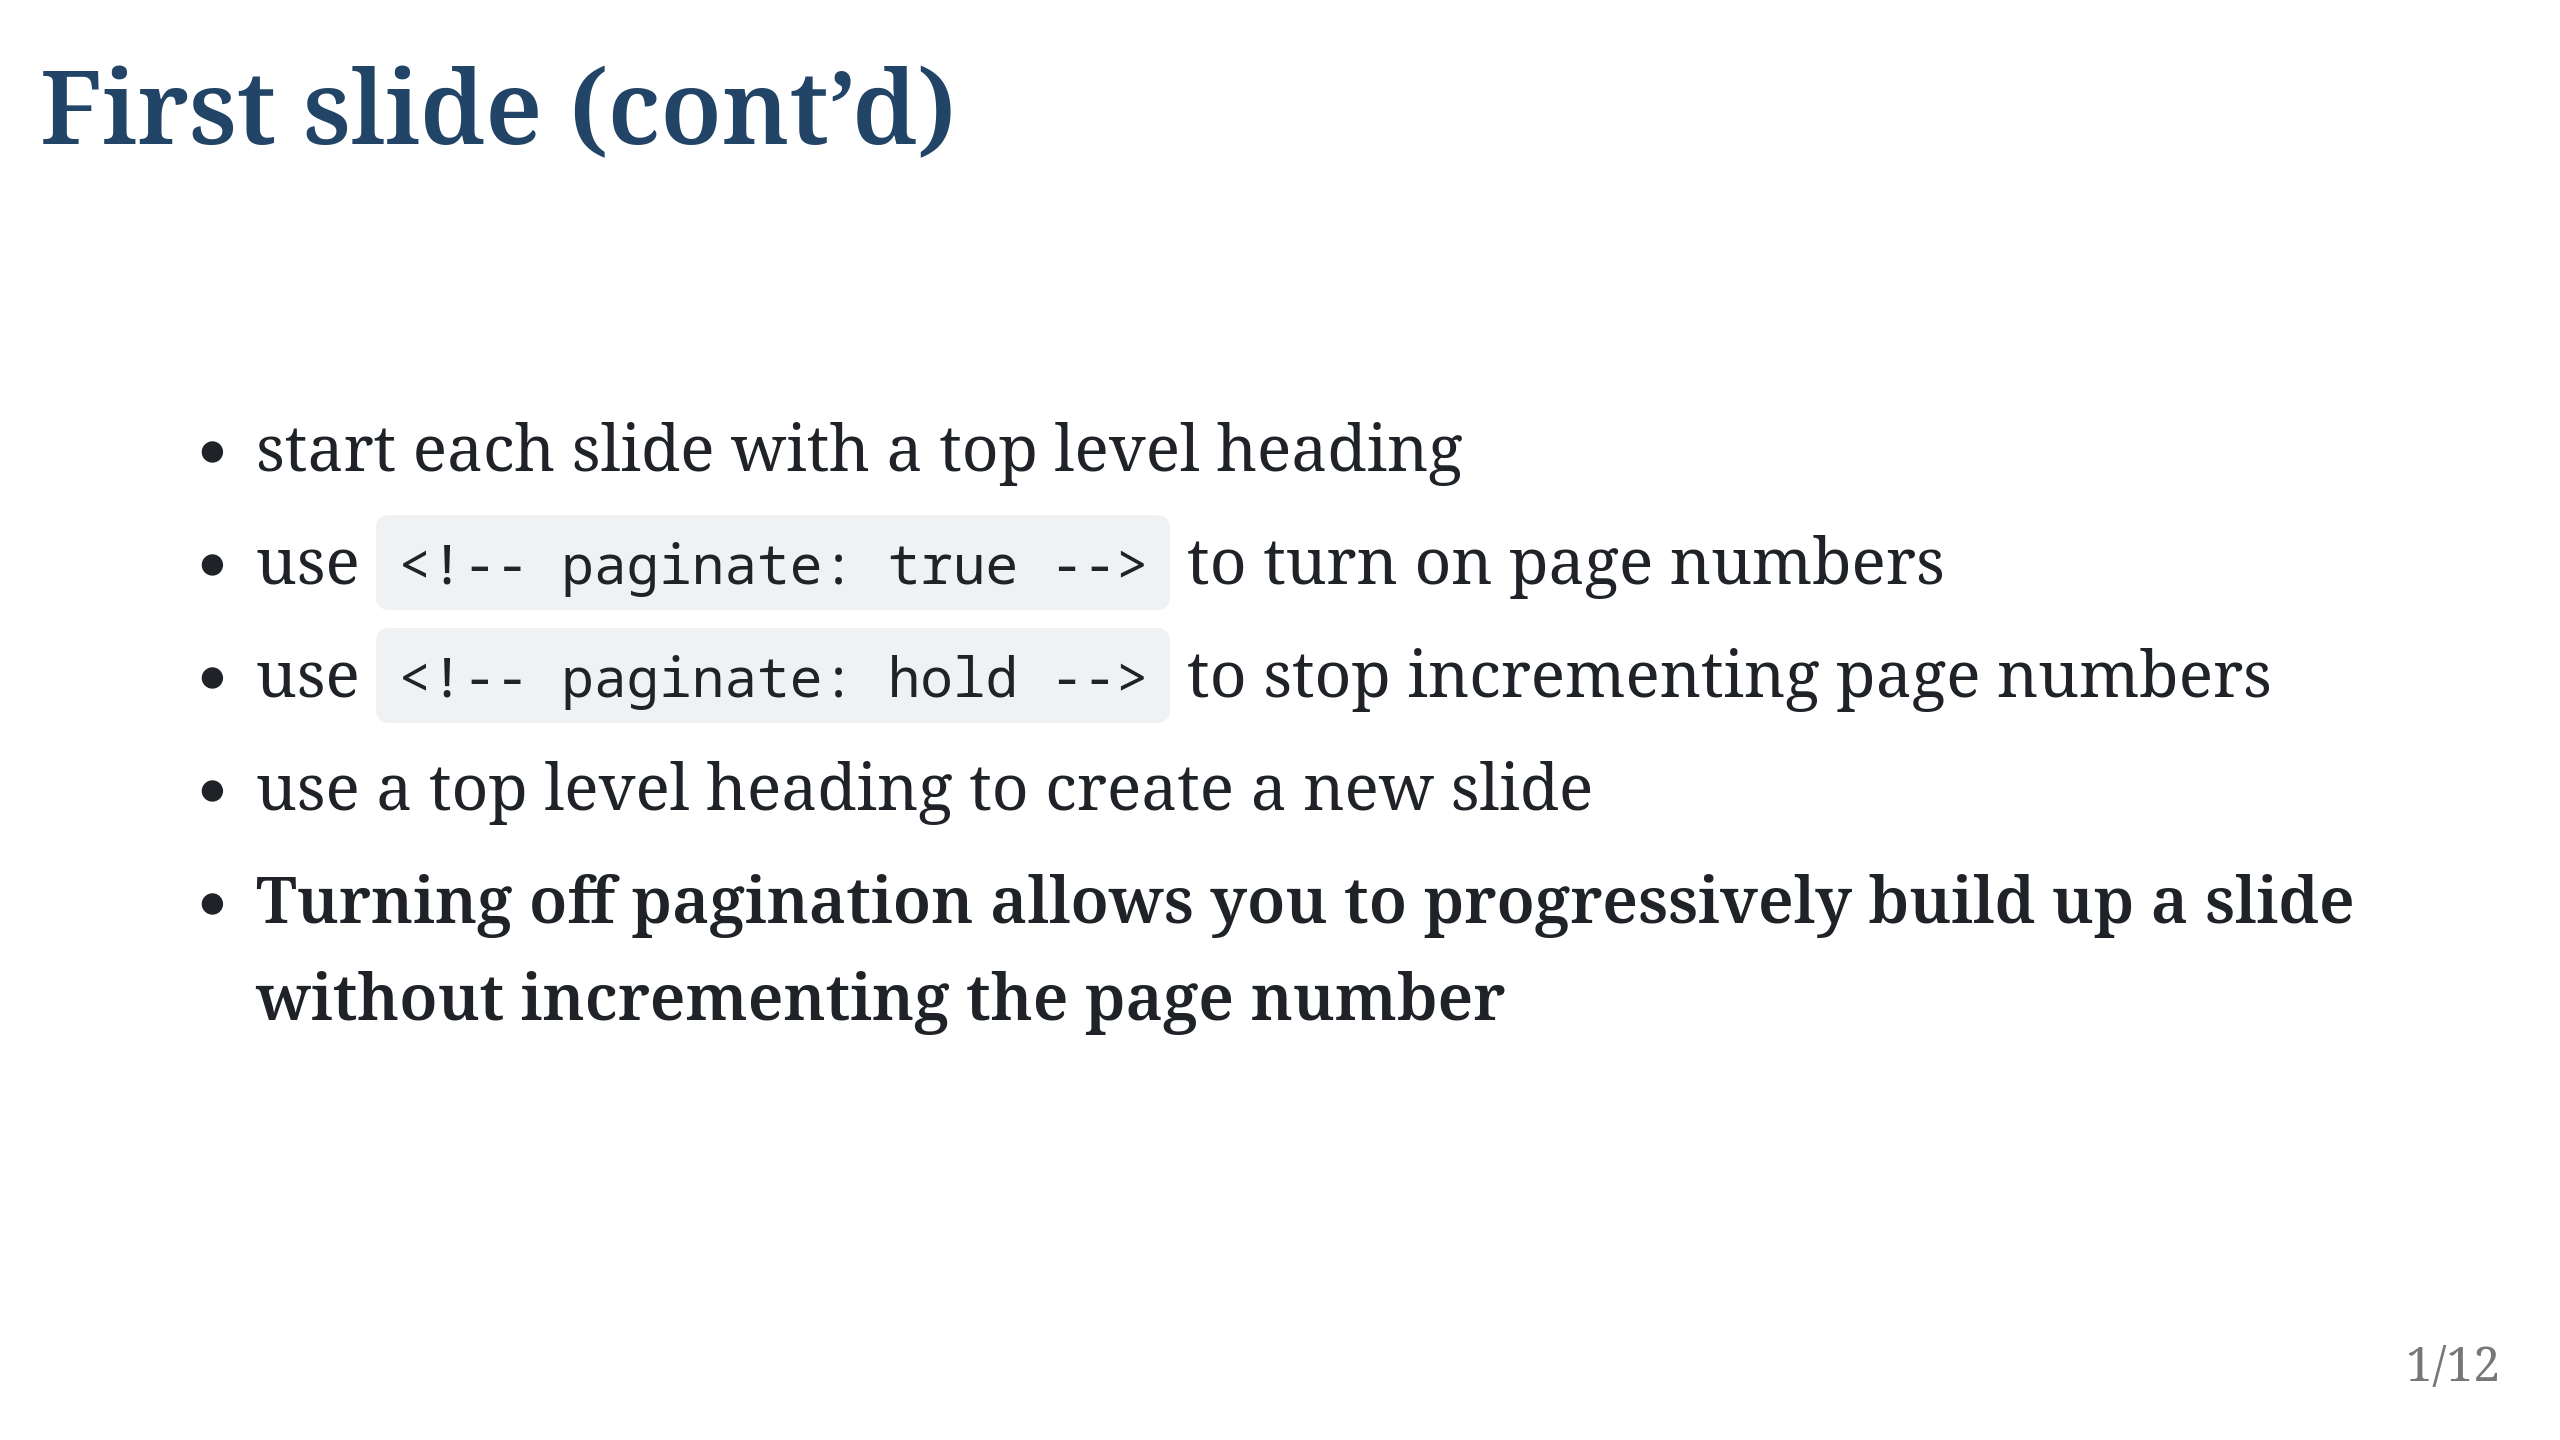 First slide (cont’d)
• start each slide with a top level heading
• use <!-- paginate: true --> to turn on page numbers
• use <!-- paginate: hold --> to stop incrementing page numbers
• use a top level heading to create a new slide
• Turning off pagination allows you to progressively build up a slide
without incrementing the page number
1/12